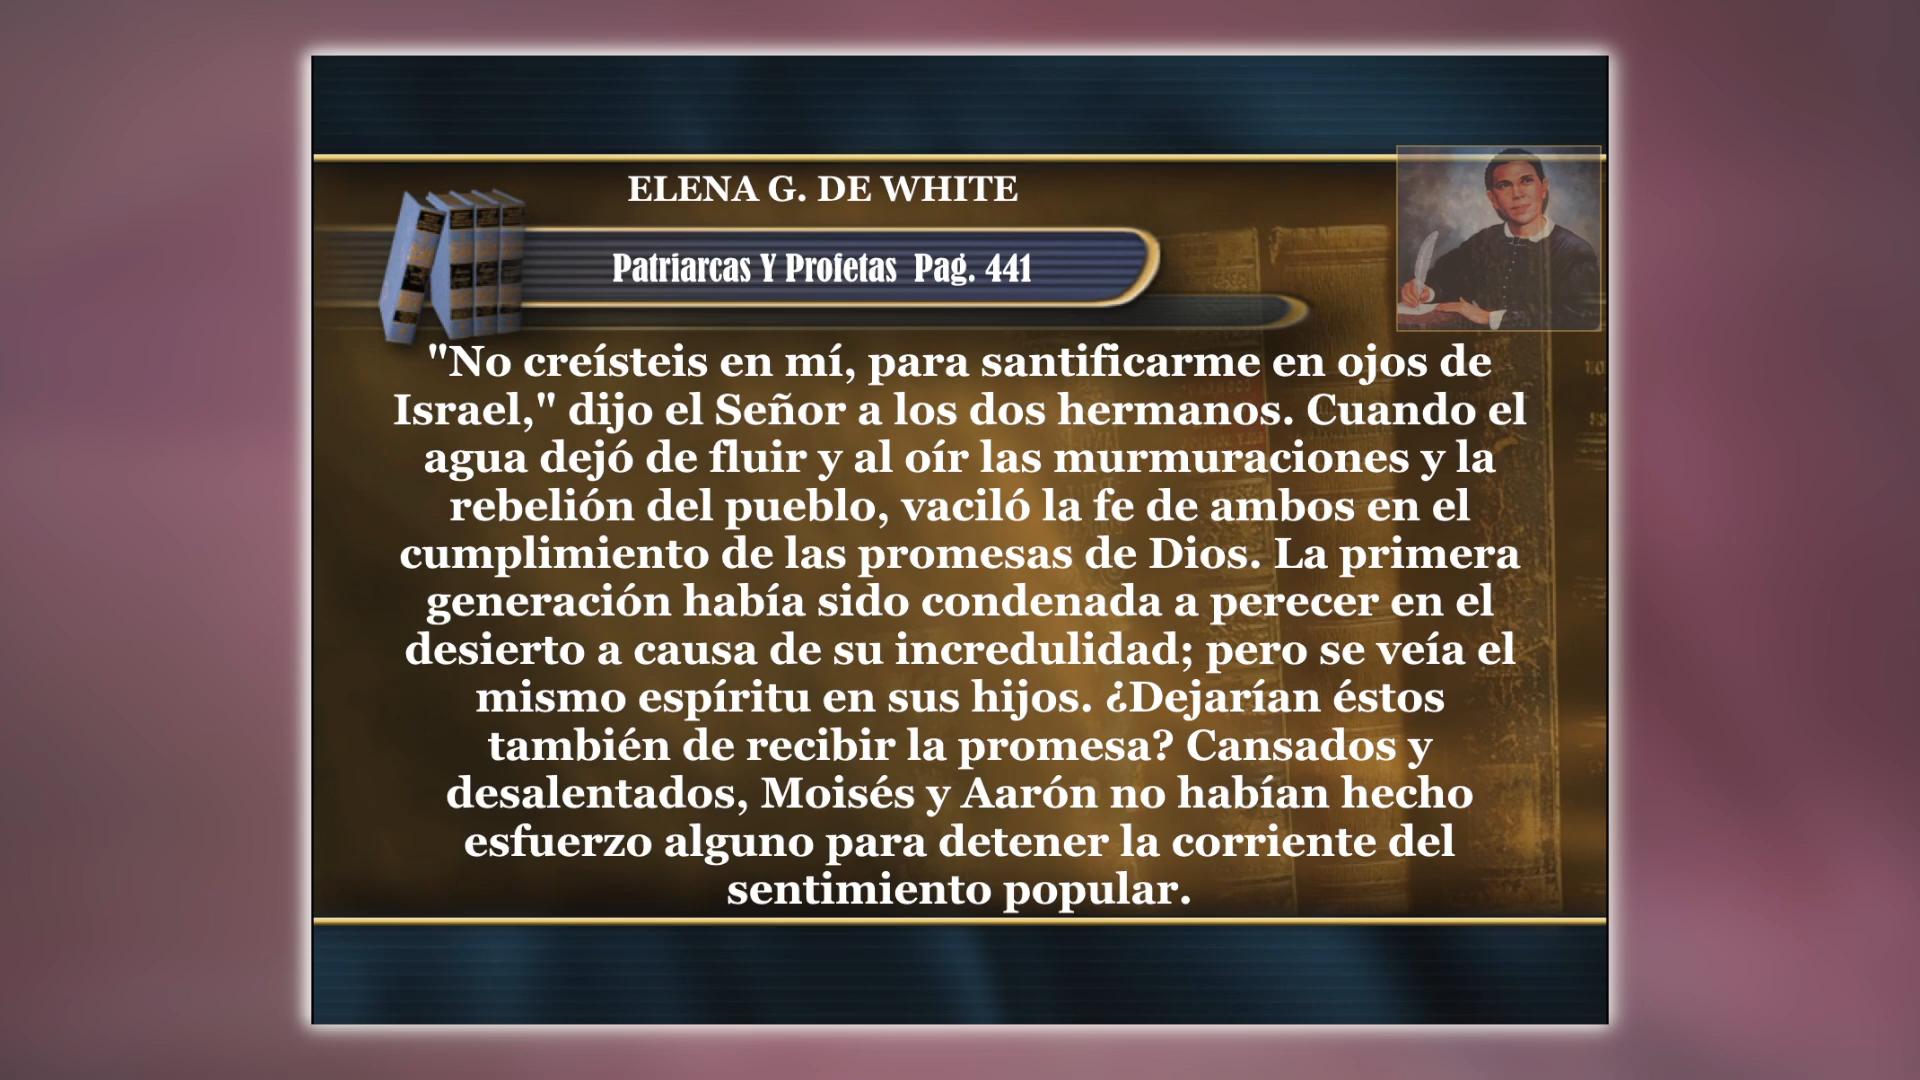 ELENA G. DE WHITE
Patriarcas Y Profetas Pag. 441
"No creísteis en mí, para santificarme en ojos de
Israel," dijo el Señor a los dos hermanos. Cuando el
agua dejó de fluir y al oír las murmuraciones y la
rebelión del pueblo, vaciló la fe de ambos en el
cumplimiento de las promesas de Dios. La primera
generación había sido condenada a perecer en el
desierto a causa de su incredulidad; pero se veía el
mismo espíritu en sus hijos. ¿Dejarían éstos
también de recibir la promesa? Cansados y
desalentados, Moisés y Aarón no habían hecho
esfuerzo alguno para detener la corriente del
sentimiento popular.